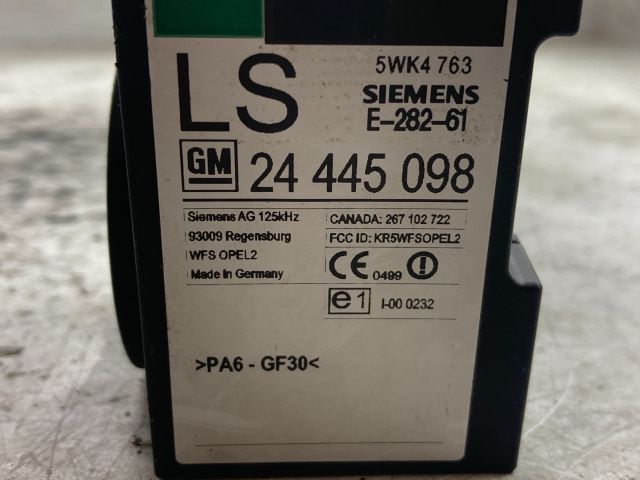 LS
5WK4 763
SIEMENS
E-282-61
GM 24 445 098
Siemens AG 125kHz
93009 Regensburg
WFS OPEL2
Made in Germany
CANADA: 267 102 722
FCC ID: KR5WFSOPEL2
CE 0499 !
e1 I-00 0232
>PA6 - GF30<